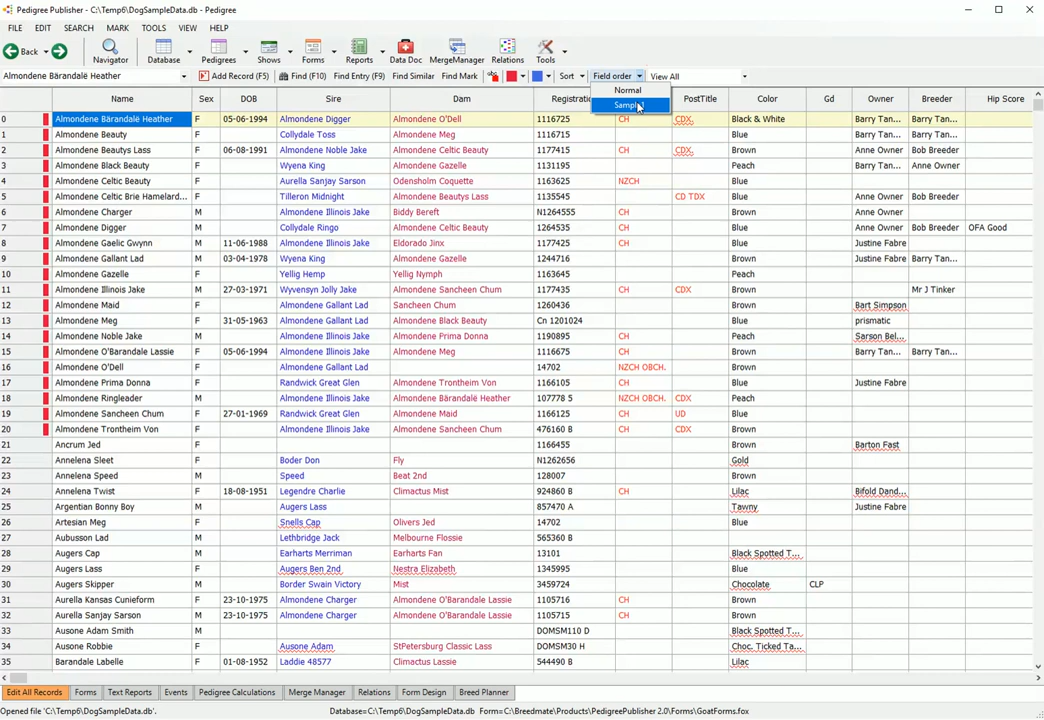 Pedigree Publisher - C:\Temp6\DogSampleData.db - Pedigree
FILE EDIT SEARCH MARK TOOLS VIEW HELP
Back Navigator Database Pedigrees Shows Forms Reports Dog Data MergeManager Relations Tools
Almondene Bärandalë Heather Add Record (F5) Find (F10) Find Entry (F9) Find Similar Find Mark Sort Field order View All
Normal
Name Sex DOB Sire Dam PostTitle Color Gd Owner Breeder Hip Score
0 Almondene Bärandalë Heather F 05-06-1994 Almondene Digger Almondene O'Dell 1116725 CH CDX. Black & White Barry Tan...
1 Almondene Beauty F Collydale Toss Almondene Meg 1115715 Blue Barry Tan...
2 Almondene Beautys Lass F 06-08-1991 Almondene Noble Jake Almondene Celtic Beauty 1177415 CH CDX. Brown Anne Owner Bob Breeder
3 Almondene Black Beauty F Wyena King Almondene Gazelle 1131195 Peach Barry Tan... Anne Owner
4 Almondene Celtic Beauty F Aurella Sanjay Sarson Odensholm Coquette 1163625 NZCH Blue
5 Almondene Celtic Brie Hamelard... F Tilleron Midnight Almondene Beautys Lass 1135545 CD TDX Blue Anne Owner Bob Breeder
6 Almondene Charger M Almondene Illinois Jake Biddy Bereft N1264555 CH Brown Anne Owner
7 Almondene Digger M Collydale Ringo Almondene Celtic Beauty 1264535 CH Brown Anne Owner Bob Breeder OFA Good
8 Almondene Gaelic Gwynn F 11-06-1988 Almondene Illinois Jake Eldorado Jinx 1177425 CH Blue Justine Fabre
9 Almondene Gallant Lad M 03-04-1978 Wyena King Almondene Gazelle 1244716 Blue Barry Tan...
10 Almondene Gazelle F Yellig Hemp Yellig Nymph 1163645 Peach
11 Almondene Illinois Jake M 27-03-1971 Wyvensyn Jolly Jake Almondene Sancheen Chum 1177435 CH CDX Brown Mr J Tinker
12 Almondene Maid F Almondene Gallant Lad Sancheen Chum 1260436 Brown Bart Simpson
13 Almondene Meg F 31-05-1963 Almondene Gallant Lad Almondene Black Beauty Cn 1201024 Peach prismatic
14 Almondene Noble Jake M Almondene Illinois Jake Almondene Prima Donna 1190895 CH Brown Sarson Bel...
15 Almondene O'Barandale Lassie F 05-06-1994 Almondene Illinois Jake Almondene Meg 1116675 CH Brown Barry Tan... Barry Tan...
16 Almondene O'Dell F Almondene Gallant Lad 14702 NZCH OBCH. Brown
17 Almondene Prima Donna F Randwick Great Glen Almondene Trontheim Von 1166105 CH Blue Justine Fabre
18 Almondene Ringleader M Almondene Illinois Jake Almondene Bärandalë Heather 107778 5 NZCH OBCH. CDX Peach
19 Almondene Sancheen Chum F 27-01-1969 Randwick Great Glen Almondene Maid 1166125 CH UD Blue
20 Almondene Trontheim Von F Almondene Illinois Jake Almondene Sancheen Chum 476160 B CH CDX Brown
21 Ancrum Jed F 1166455 Brown Barton Fast
22 Annelena Sleet F Boder Don Fly N1262656 Gold
23 Annelena Speed M Speed Beat 2nd 128007 Brown
24 Annelena Twist F 18-08-1951 Legendre Charlie Climactus Mist 924860 B CH Lilac Bifold Dand...
25 Argentian Bonny Boy M Augers Lass 857470 A Tawny Justine Fabre
26 Artesian Meg F Snells Cap Olivers Jed 14702 Blue
27 Aubusson Lad M Lethbridge Jack Melbourne Flossie 565360 B Brown
28 Augers Cap M Earharts Merriman Earharts Fan 13101 Black Spotted T...
29 Augers Lass F Augers Ben 2nd Nestra Elizabeth 1345995 Blue
30 Augers Skipper M Border Swain Victory Mist 3459724 Chocolate CLP
31 Aurella Kansas Cunieform F 23-10-1975 Almondene Charger Almondene O'Barandale Lassie 1105716 CH Brown
32 Aurella Sanjay Sarson M 23-10-1975 Almondene Charger Almondene O'Barandale Lassie 1105715 CH Brown
33 Ausone Adam Smith M DOMSM110 D Black Spotted T...
34 Ausone Robbie M Ausone Adam StPetersburg Classic Lass DOMSM30 H Choc. Ticked Ta...
35 Barandale Labelle F 01-08-1952 Laddie 48577 Climactus Lassie 544490 B Lilac
Edit All Records Forms Text Reports Events Pedigree Calculations Merge Manager Relations Form Design Breed Planner
Opened file 'C:\Temp6\DogSampleData.db'. Database=C:\Temp6\DogSampleData.db Form=C:\Breedmate\Products\PedigreePublisher 2.0\Forms\GoatForms.fox